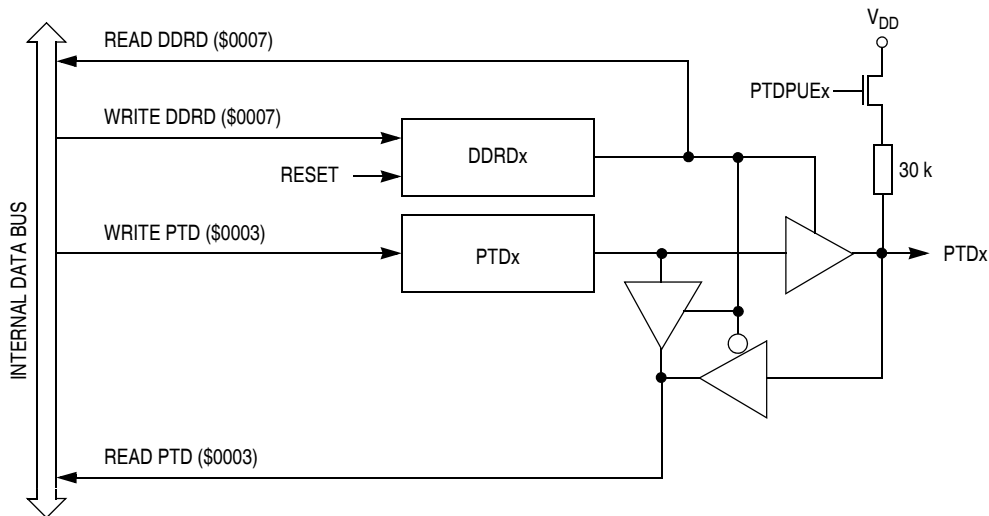 READ DDRD ($0007)
VDD
PTDPUEx
WRITE DDRD ($0007)
DDRDx
RESET
30 k
WRITE PTD ($0003)
PTDx
PTDx
INTERNAL DATA BUS
READ PTD ($0003)